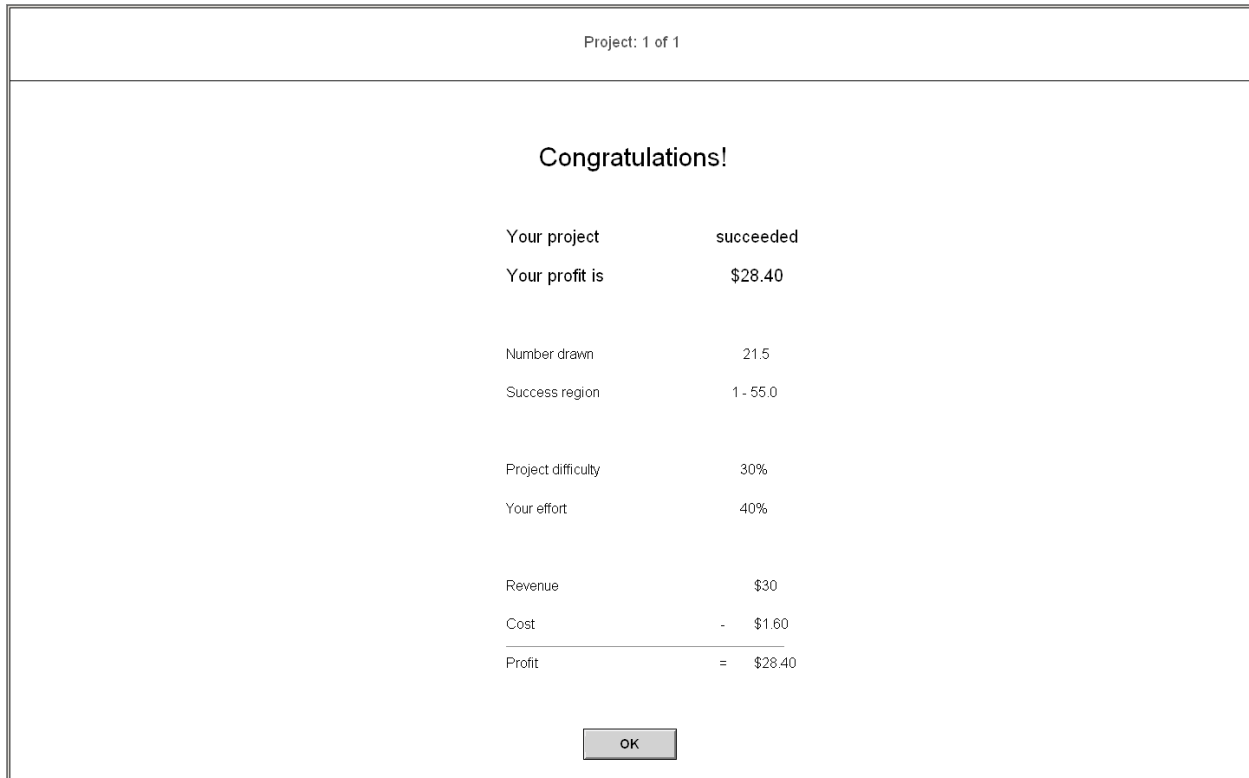 Project: 1 of 1
Congratulations!
Your project succeeded
Your profit is $28.40
Number drawn 21.5
Success region 1 - 55.0
Project difficulty 30%
Your effort 40%
Revenue $30
Cost - $1.60
Profit = $28.40
OK